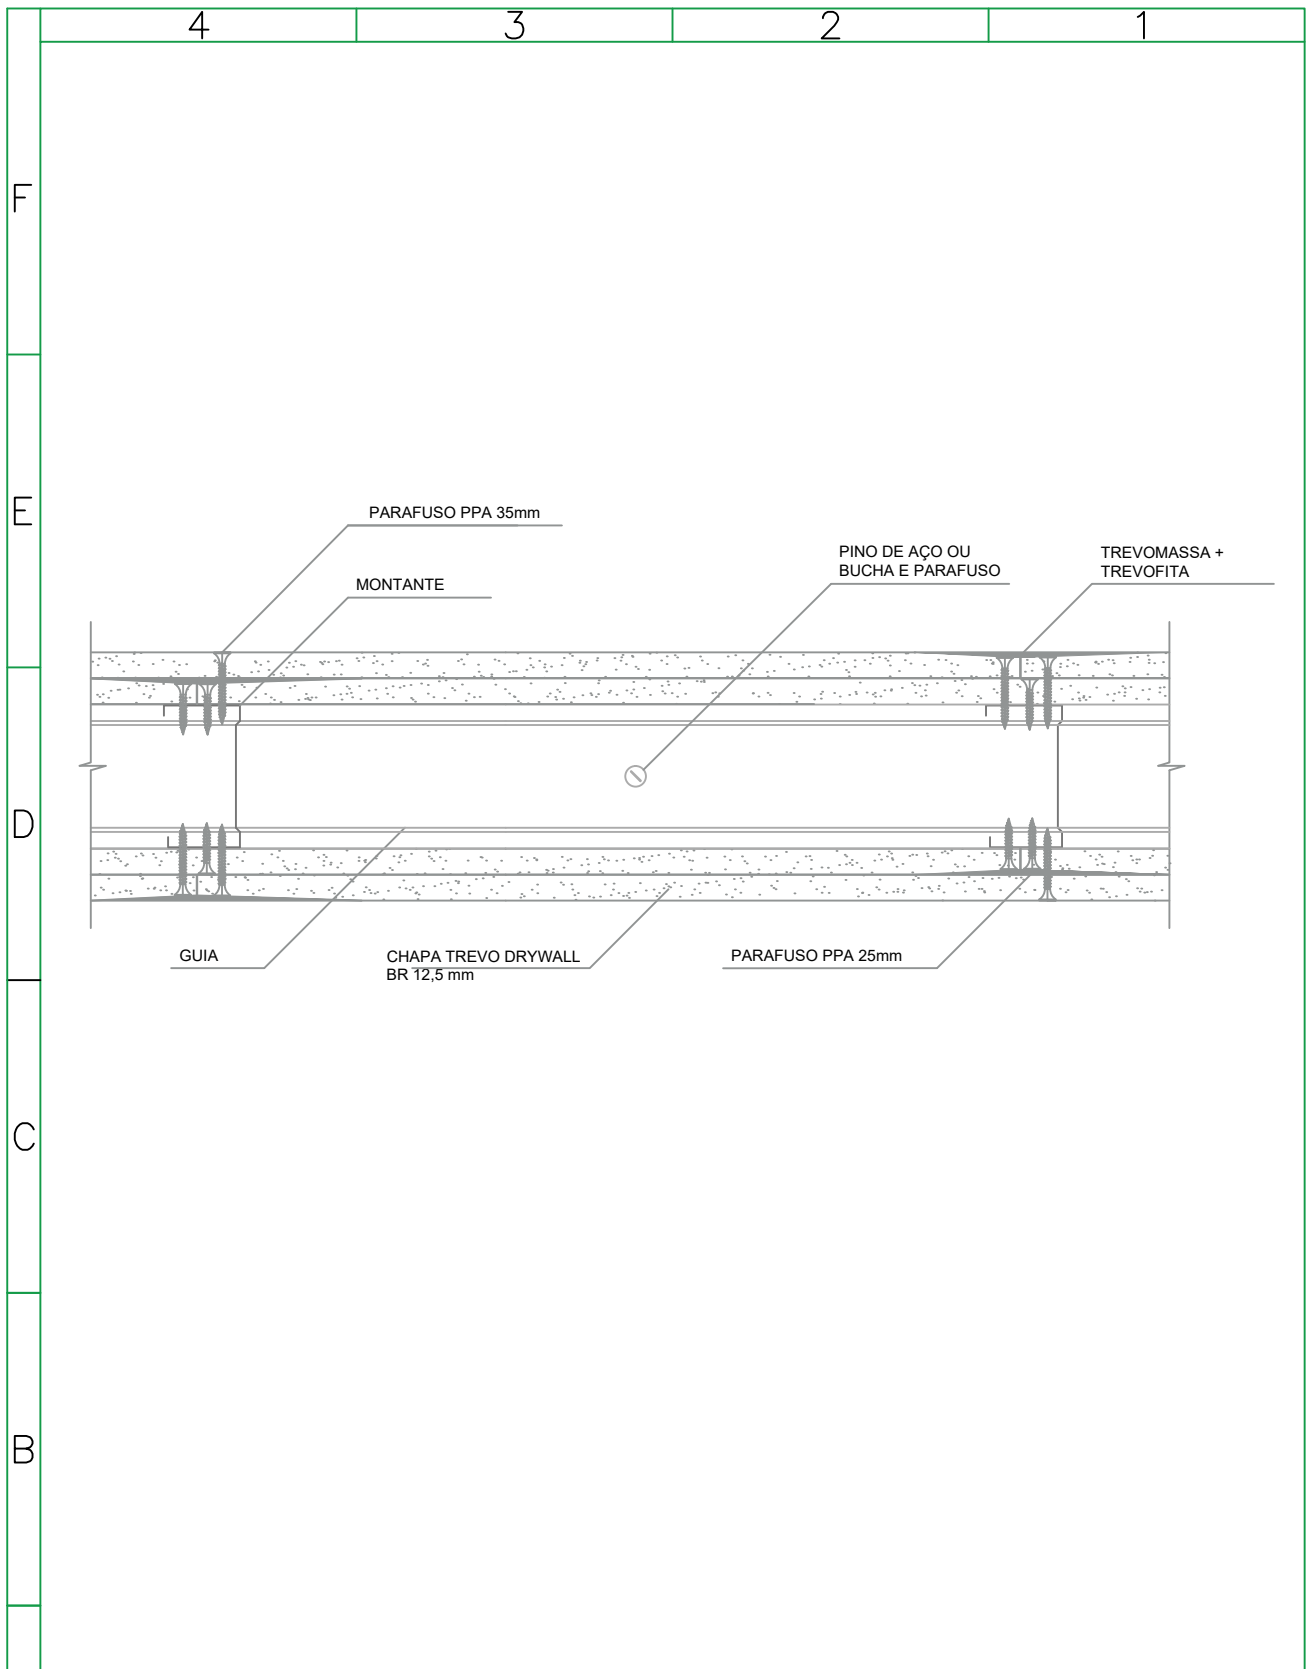 4 3 2 1
F
E
PARAFUSO PPA 35mm
PINO DE AÇO OU
BUCHA E PARAFUSO
TREVOMASSA +
TREVOFITA
MONTANTE
D
GUIA
CHAPA TREVO DRYWALL
BR 12,5 mm
PARAFUSO PPA 25mm
C
B